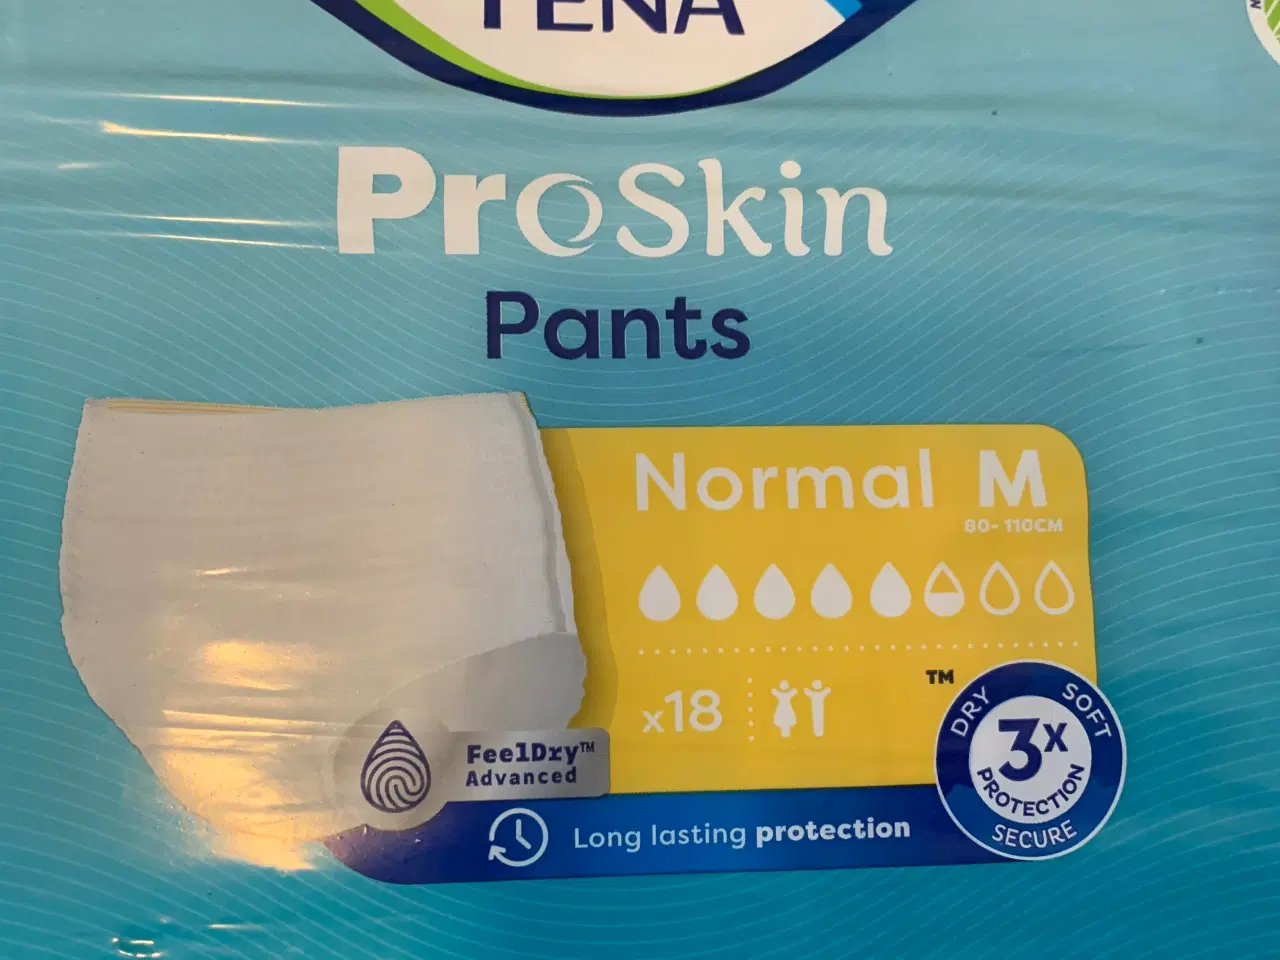 TENA
ProSkin
Pants
Normal M
80-110CM
x18
TM
FeelDry™
Advanced
DRY SOFT
3x
PROTECTION
SECURE
Long lasting protection